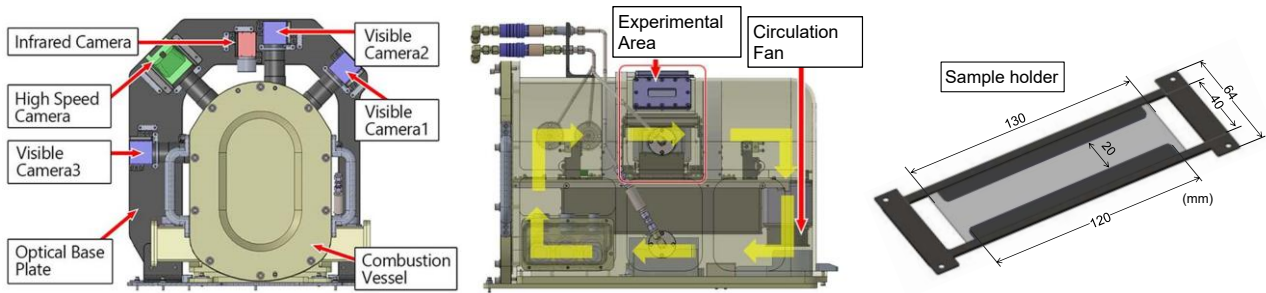 Infrared Camera
High Speed
Camera
Visible
Camera3
Optical Base
Plate
Visible
Camera2
Visible
Camera1
Combustion
Vessel
Experimental
Area
Circulation
Fan
Sample holder
130
64
40
20
120
(mm)